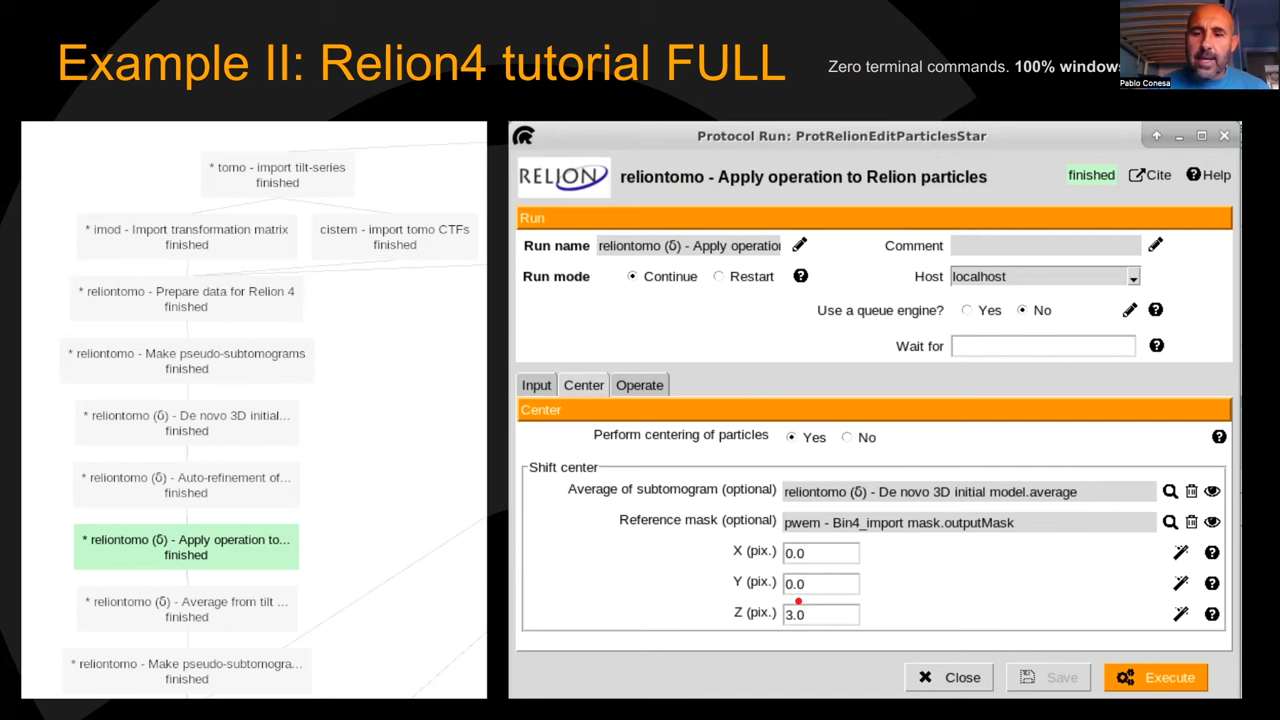 Example II: Relion4 tutorial FULL
Zero terminal commands. 100% window
Pablo Conesa
* tomo - import tilt-series
finished
* imod - Import transformation matrix
finished
cistem - import tomo CTFs
finished
* reliontomo - Prepare data for Relion 4
finished
* reliontomo - Make pseudo-subtomograms
finished
* reliontomo (δ) - De novo 3D initial...
finished
* reliontomo (δ) - Auto-refinement of...
finished
* reliontomo (δ) - Apply operation to...
finished
* reliontomo (δ) - Average from tilt ...
finished
* reliontomo (δ) - Make pseudo-subtomogra...
finished
Protocol Run: ProtRelionEditParticlesStar
RELION
reliontomo - Apply operation to Relion particles
finished
Cite
Help
Run
Run name
reliontomo (δ) - Apply operation
Comment
Run mode
Continue
Restart
Host
localhost
Use a queue engine?
Yes
No
Wait for
Input
Center
Operate
Center
Perform centering of particles
Yes
No
Shift center
Average of subtomogram (optional)
reliontomo (δ) - De novo 3D initial model.average
Reference mask (optional)
pwem - Bin4_import mask.outputMask
X (pix.)
0.0
Y (pix.)
0.0
Z (pix.)
3.0
Close
Save
Execute